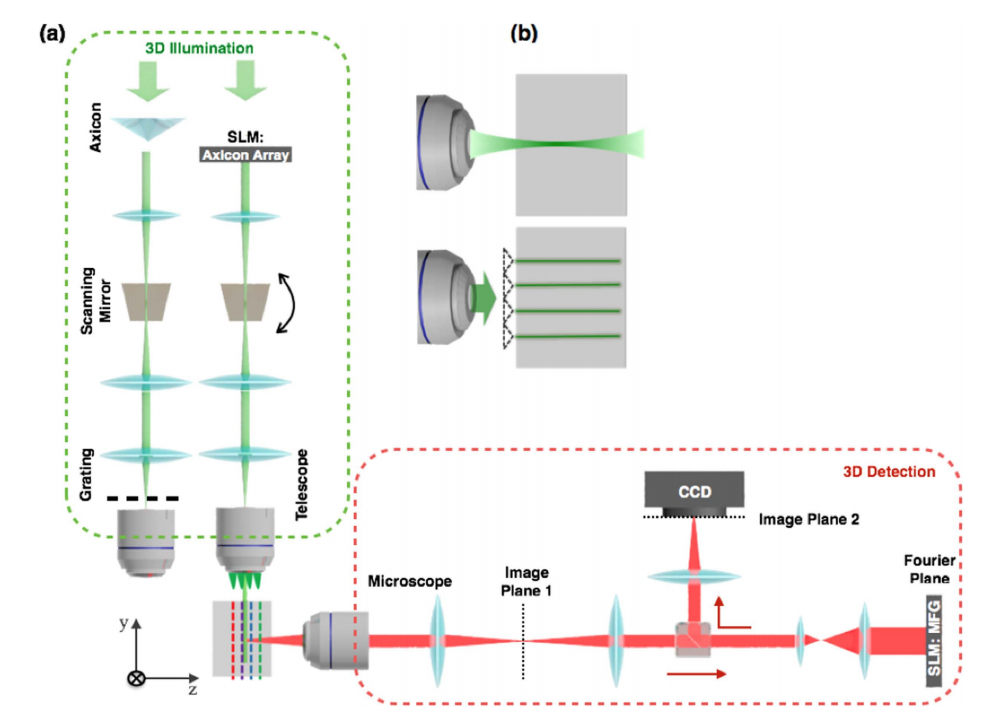 (a)
3D Illumination
Axicon
SLM:
Axicon Array
Scanning
Mirror
Grating
Telescope
y
z
(b)
3D Detection
CCD
Image Plane 2
Microscope
Image
Plane 1
Fourier
Plane
SLM: MFG